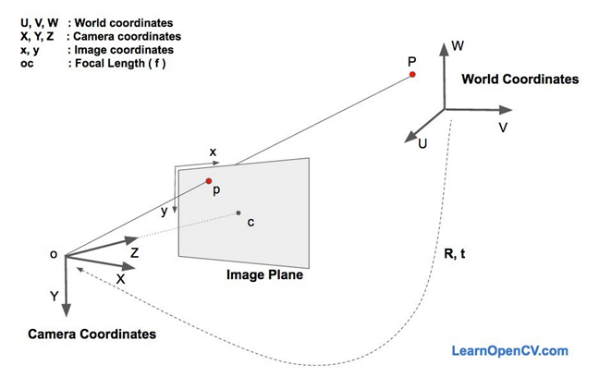 U, V, W : World coordinates
X, Y, Z : Camera coordinates
x, y : Image coordinates
oc : Focal Length ( f )
W
P
World Coordinates
V
U
x
p
y
c
o
Z
X
Image Plane
R, t
Y
Camera Coordinates
LearnOpenCV.com